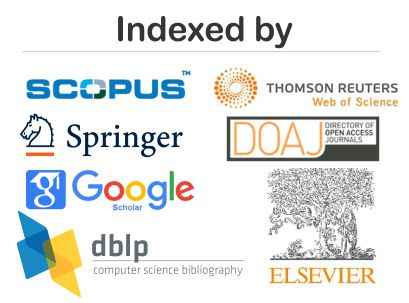 Indexed by
SCOPUS™
THOMSON REUTERS
Web of Science
Springer
DOAJ
DIRECTORY OF
OPEN ACCESS
JOURNALS
g
Google
Scholar
dblp
computer science bibliography
ELSEVIER